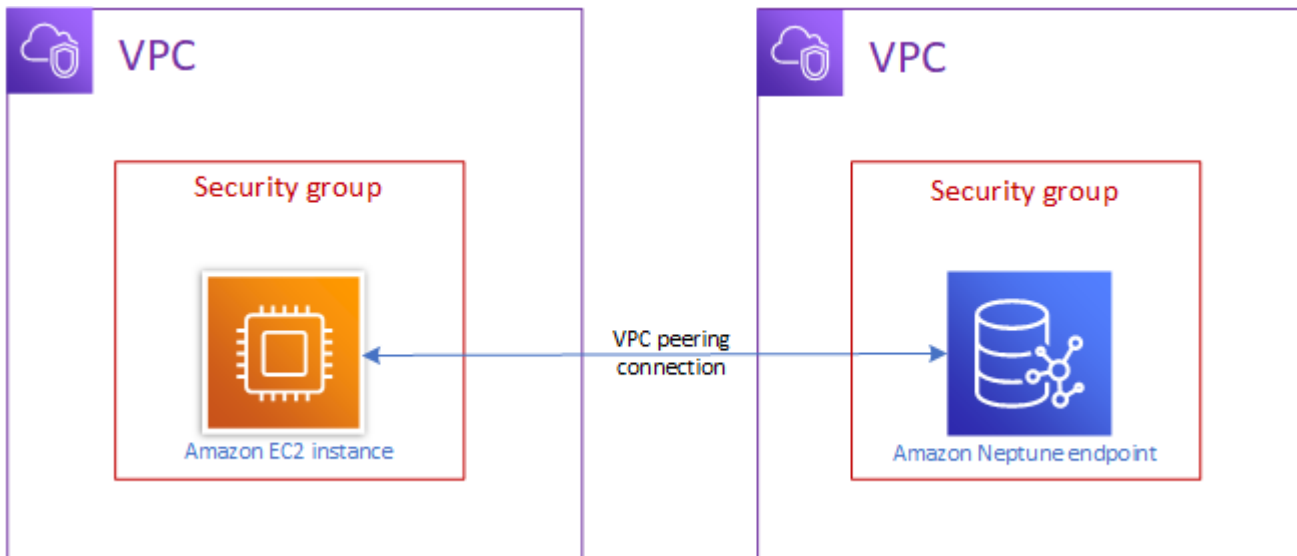 VPC
VPC
Security group
Security group
VPC peering
connection
Amazon EC2 instance
Amazon Neptune endpoint